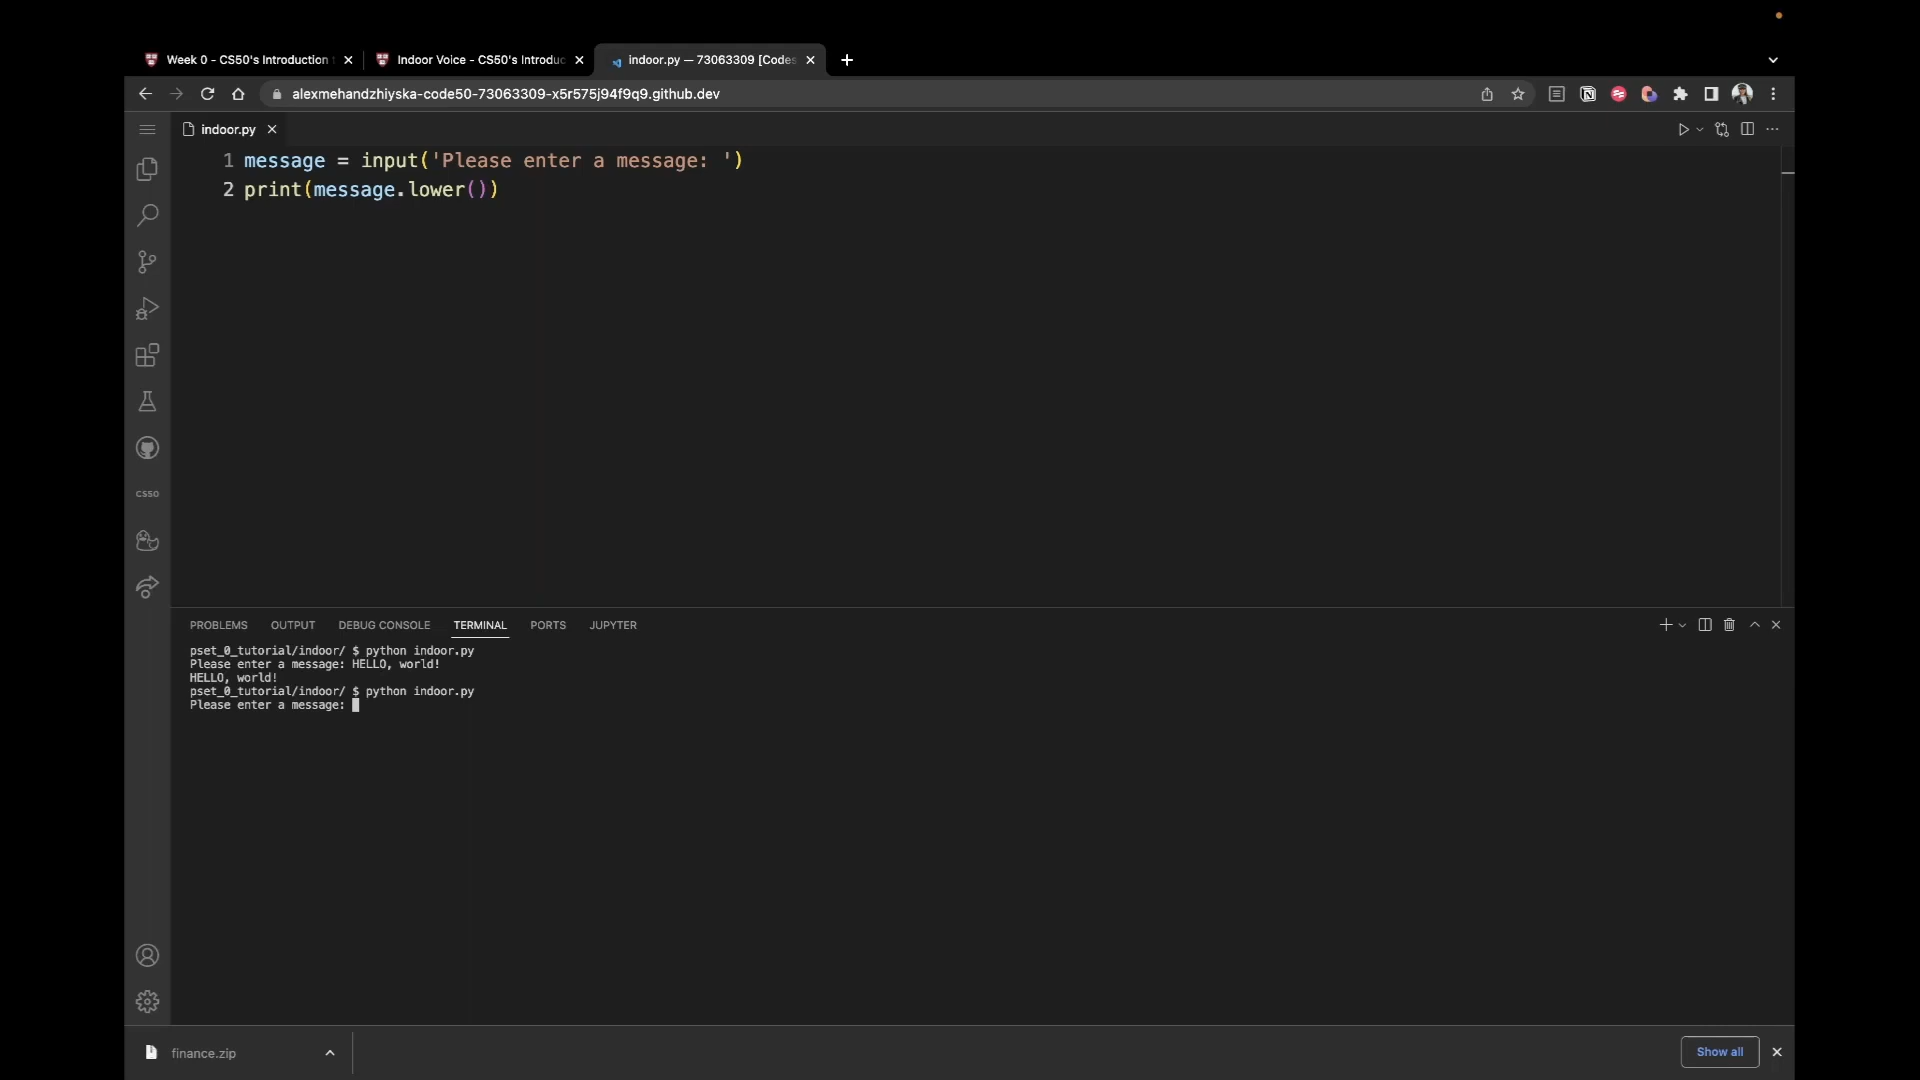 Week 0 - CS50's Introduction
Indoor Voice - CS50's Introduc
indoor.py — 73063309 [Codes
alexmehandzhiyska-code50-73063309-x5r575j94f9q9.github.dev
indoor.py
1 message = input('Please enter a message: ')
2 print(message.lower())
CS50
PROBLEMS OUTPUT DEBUG CONSOLE TERMINAL PORTS JUPYTER
pset_0_tutorial/indoor/ $ python indoor.py
Please enter a message: HELLO, world!
HELLO, world!
pset_0_tutorial/indoor/ $ python indoor.py
Please enter a message:
finance.zip
Show all